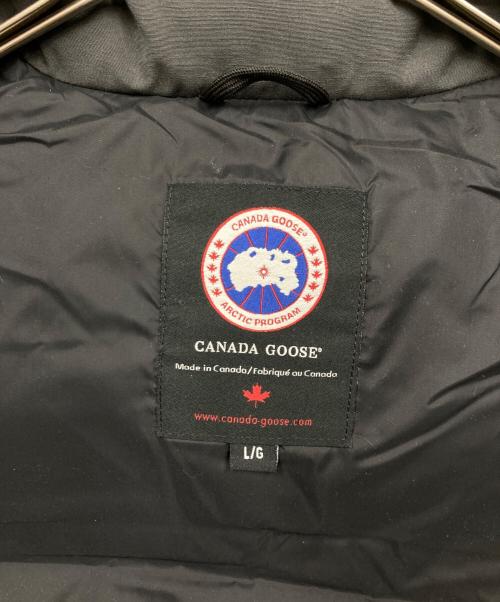 CANADA GOOSE®
ARCTIC PROGRAM
CANADA GOOSE®
Made in Canada/Fabriqué au Canada
www.canada-goose.com
L/G